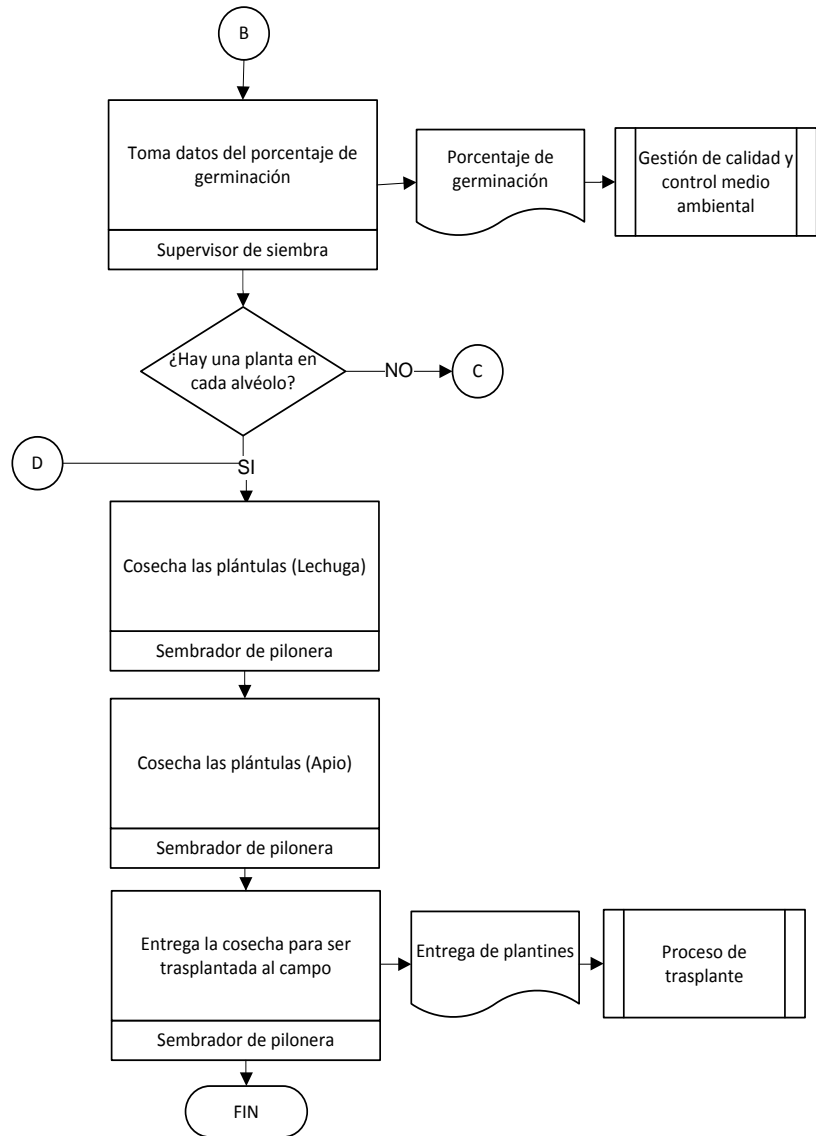 B
Toma datos del porcentaje de
germinación
Supervisor de siembra
Porcentaje de
germinación
Gestión de calidad y
control medio
ambiental
¿Hay una planta en
cada alvéolo?
NO
C
D
SI
Cosecha las plántulas (Lechuga)
Sembrador de pilonera
Cosecha las plántulas (Apio)
Sembrador de pilonera
Entrega la cosecha para ser
trasplantada al campo
Sembrador de pilonera
Entrega de plantines
Proceso de
trasplante
FIN